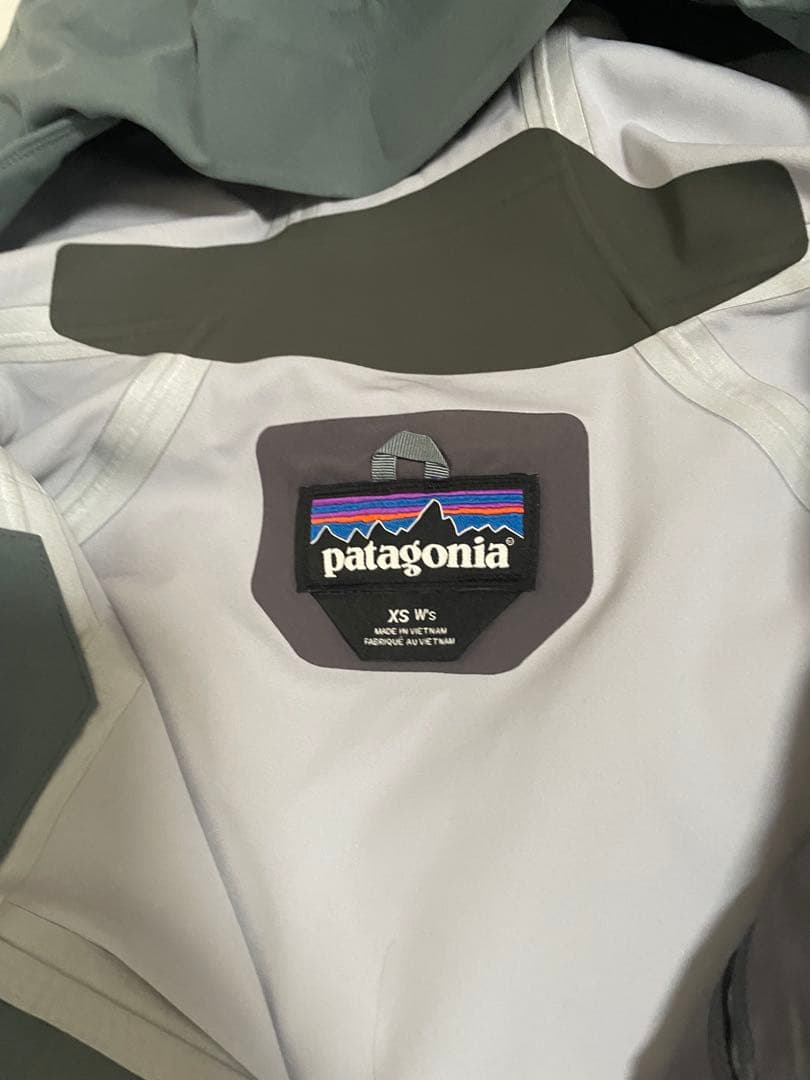 patagonia®
XS W's
MADE IN VIETNAM
FABRIQUÉ AU VIETNAM